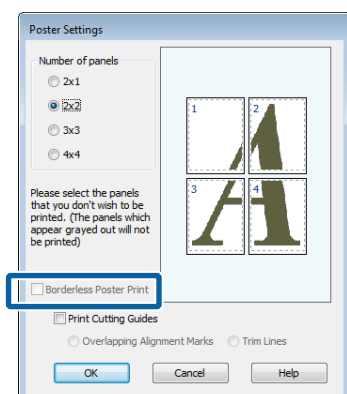 Poster Settings
Number of panels
2x1
2x2
3x3
4x4
Please select the panels
that you don't wish to be
printed. (The panels which
appear grayed out will not
be printed)
1 2
3 4
Borderless Poster Print
Print Cutting Guides
Overlapping Alignment Marks Trim Lines
OK Cancel Help